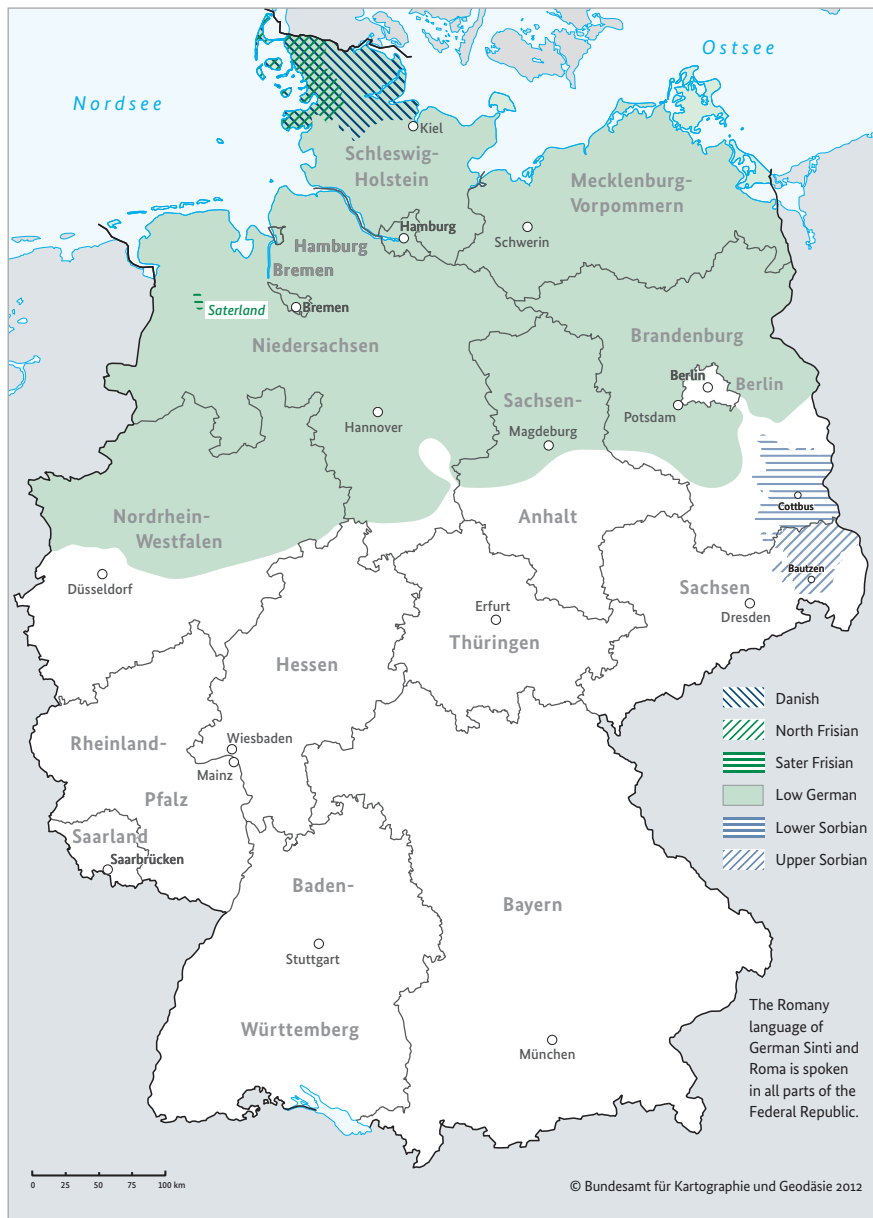 Nordsee
Ostsee
Kiel
Schleswig-
Holstein
Mecklenburg-
Vorpommern
Hamburg
Schwerin
Hamburg
Bremen
Saterland
Bremen
Niedersachsen
Brandenburg
Berlin
Berlin
Potsdam
Hannover
Sachsen-
Magdeburg
Anhalt
Cottbus
Nordrhein-
Westfalen
Düsseldorf
Bautzen
Sachsen
Dresden
Erfurt
Thüringen
Hessen
Rheinland-
Pfalz
Wiesbaden
Mainz
Saarland
Saarbrücken
Danish
North Frisian
Sater Frisian
Low German
Lower Sorbian
Upper Sorbian
Baden-
Württemberg
Stuttgart
Bayern
München
The Romany
language of
German Sinti and
Roma is spoken
in all parts of the
Federal Republic.
0 25 50 75 100 km
© Bundesamt für Kartographie und Geodäsie 2012